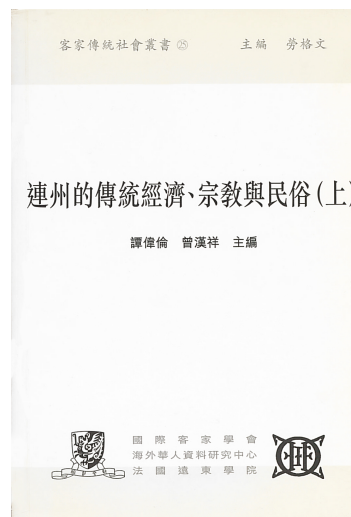 客家傳統社會叢書㉕ 主編 勞格文
連州的傳統經濟、宗教與民俗(上)
譚偉倫 曾漢祥 主編
國際客家學會
海外華人資料研究中心
法國遠東學院